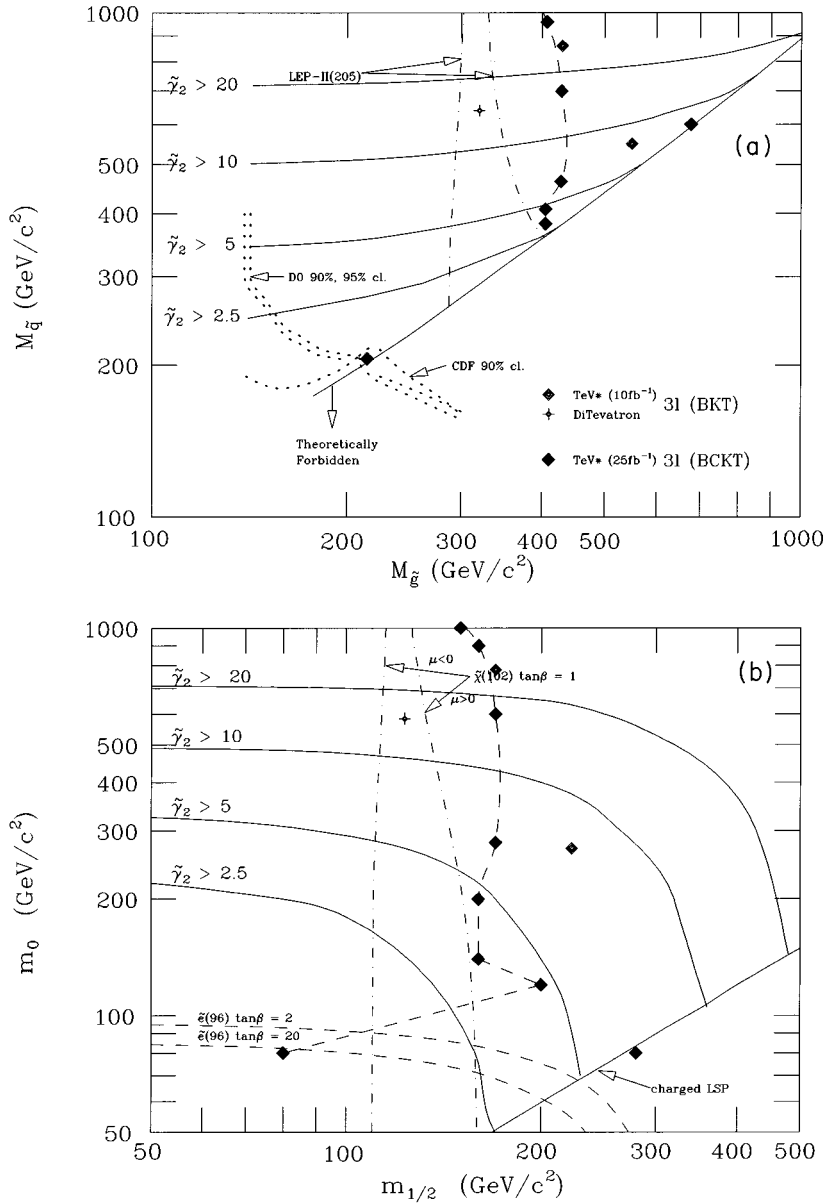 1000
LEP-II(205)
γ̃₂ > 20
γ̃₂ > 10
γ̃₂ > 5
γ̃₂ > 2.5
D0 90%, 95% cl.
CDF 90% cl.
(a)
TeV* (10fb⁻¹) 3l (BKT)
DiTevatron
TeV* (25fb⁻¹) 3l (BCKT)
Theoretically
Forbidden
500
400
300
200
100
M_q̃ (GeV/c²)
100 200 300 400 500 1000
M_g̃ (GeV/c²)
1000
μ<0
χ̃(102) tanβ = 1
μ>0
(b)
γ̃₂ > 20
γ̃₂ > 10
γ̃₂ > 5
γ̃₂ > 2.5
ẽ(96) tanβ = 2
ẽ(96) tanβ = 20
charged LSP
500
400
300
200
100
50
m₀ (GeV/c²)
50 100 200 300 400 500
m₁/₂ (GeV/c²)